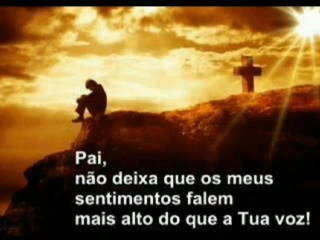 Pai,
não deixa que os meus
sentimentos falem
mais alto do que a Tua voz!